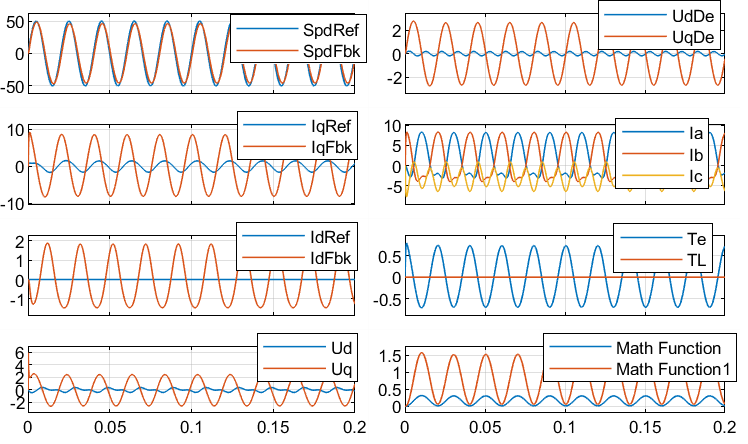 50
0
-50
SpdRef
SpdFbk
2
0
-2
UdDe
UqDe
10
0
-10
IqRef
IqFbk
10
5
0
-5
Ia
Ib
Ic
2
1
0
-1
IdRef
IdFbk
0.5
0
-0.5
Te
TL
6
4
2
0
-2
Ud
Uq
0 0.05 0.1 0.15 0.2
1.5
1
0.5
0
Math Function
Math Function1
0 0.05 0.1 0.15 0.2